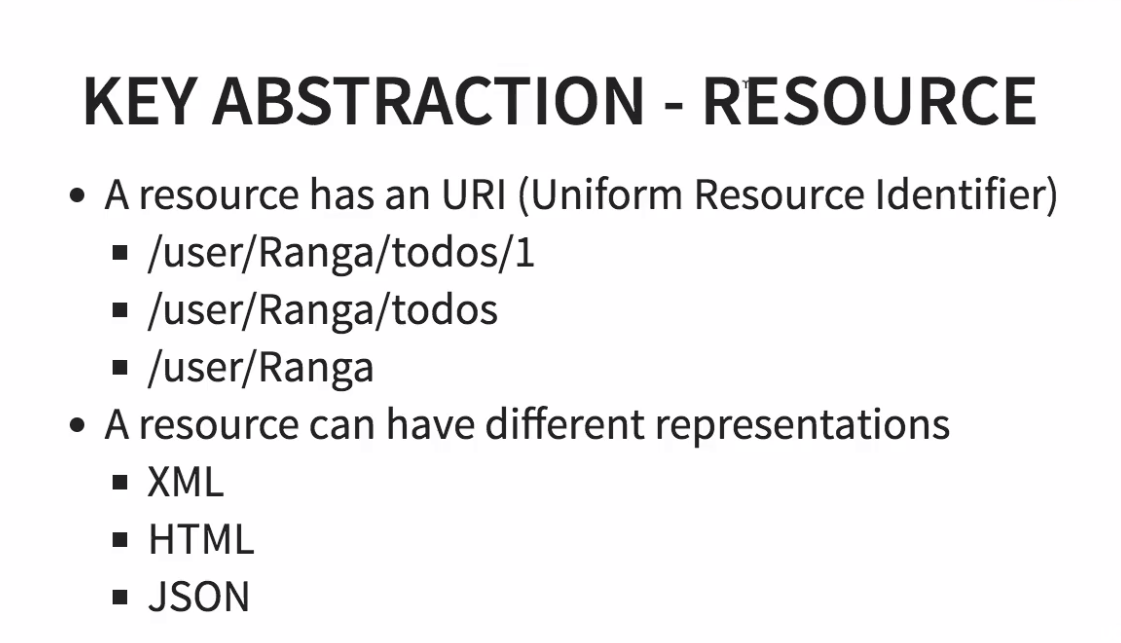 KEY ABSTRACTION - RESOURCE
• A resource has an URI (Uniform Resource Identifier)
▪ /user/Ranga/todos/1
▪ /user/Ranga/todos
▪ /user/Ranga
• A resource can have different representations
▪ XML
▪ HTML
▪ JSON